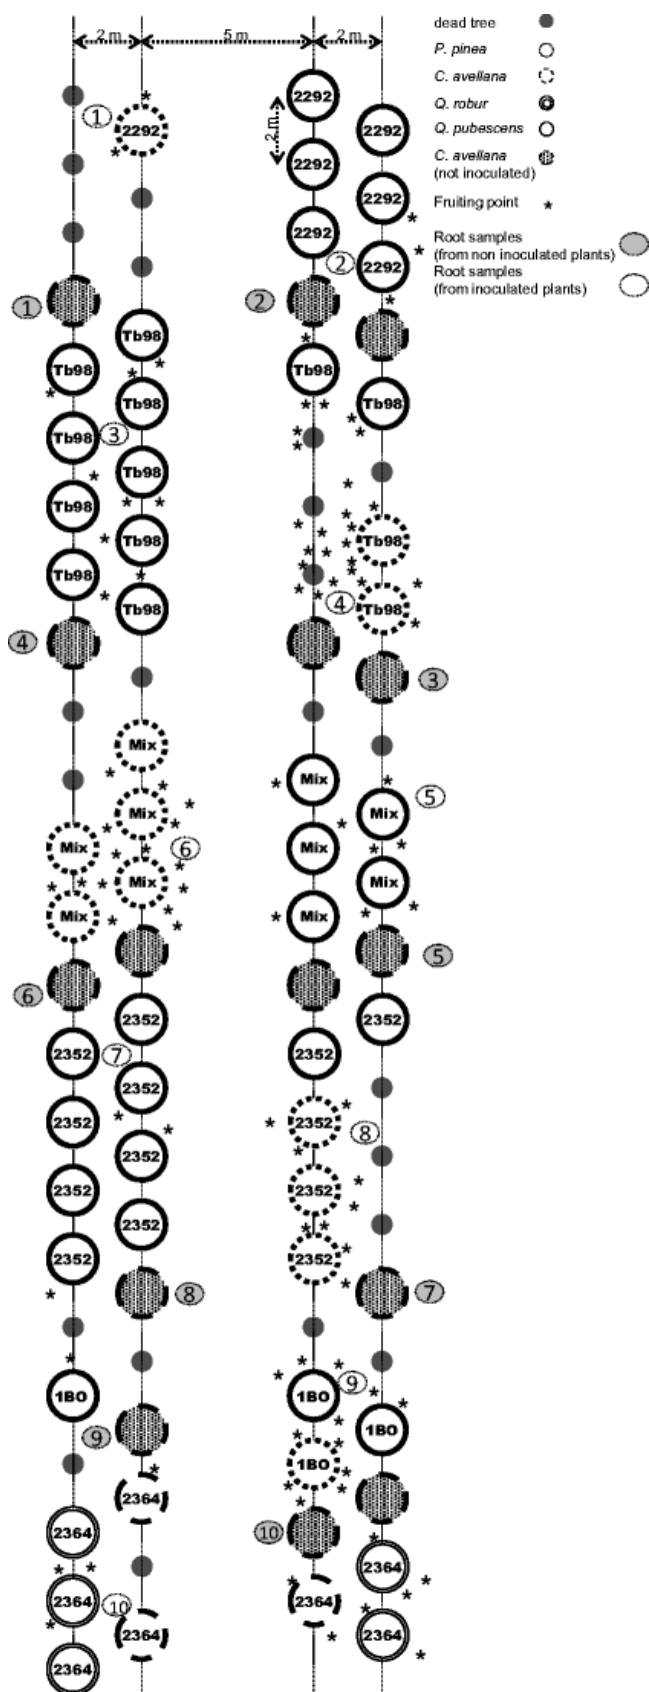 2 m
5 m
2 m
dead tree
P. pinea
C. avellana
Q. robur
Q. pubescens
C. avellana
(not inoculated)
Fruiting point
Root samples
(from non inoculated plants)
Root samples
(from inoculated plants)
2292
1 2292 2292
2 m
2292
2292
2292
2 2292
1 2
Tb98
Tb98 Tb98
Tb98 Tb98
Tb98 3
Tb98
Tb98
Tb98 Tb98
Tb98
Tb98 4 Tb98
4
3
Mix
Mix
Mix Mix 5
Mix 6 Mix
Mix Mix
Mix Mix
5
6
2352 2352
2352 7 2352
2352
2352 2352 8
2352
2352 2352
2352
2352 2352
8 7
1BO 1BO 9
9 1BO
1BO
2364
2364 10
2364
2364 10 2364
2364 2364
2364